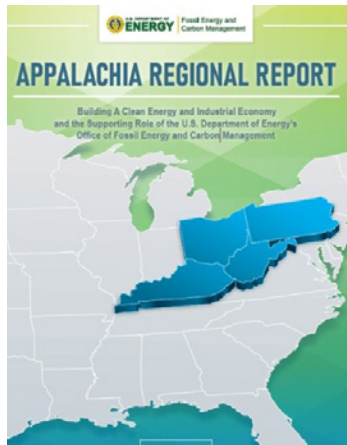 U.S. DEPARTMENT OF
ENERGY
Fossil Energy and
Carbon Management
APPALACHIA REGIONAL REPORT
Building A Clean Energy and Industrial Economy
and the Supporting Role of the U.S. Department of Energy's
Office of Fossil Energy and Carbon Management